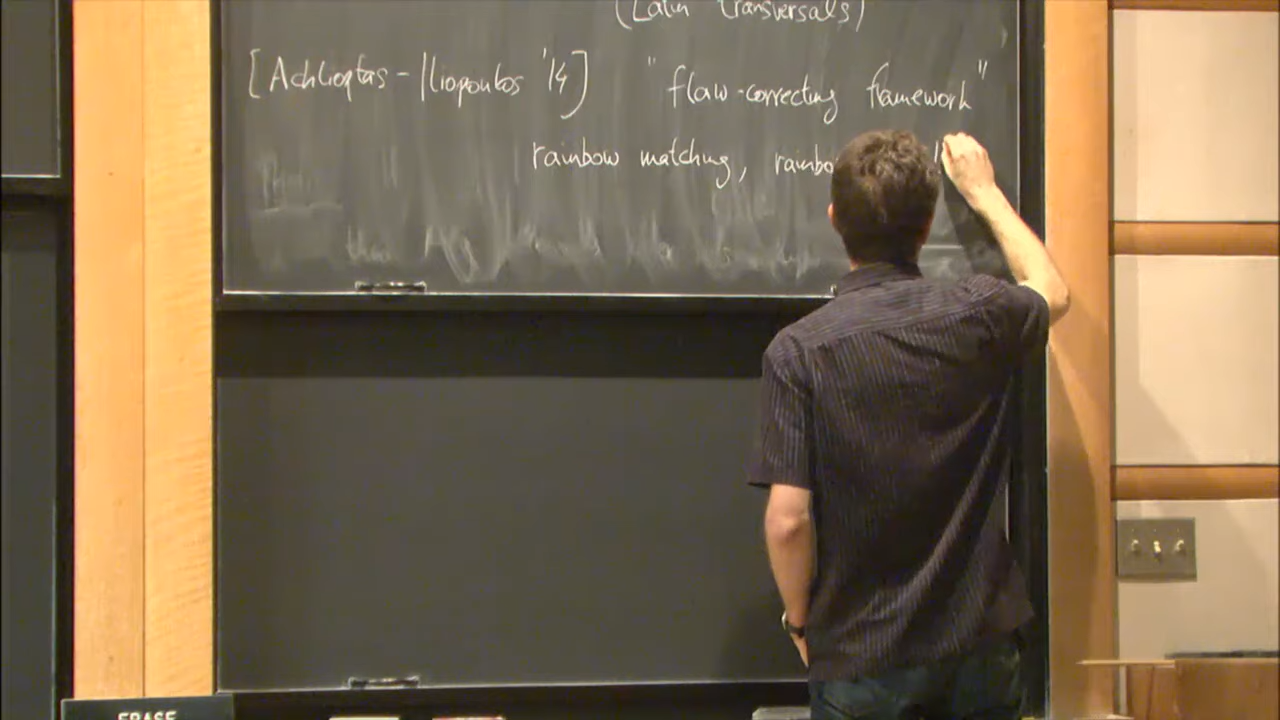 (Latin transversals)
[Achlioptas - Iliopoulos '14] "flaw-correcting framework"
rainbow matching, rainbo
ERASE